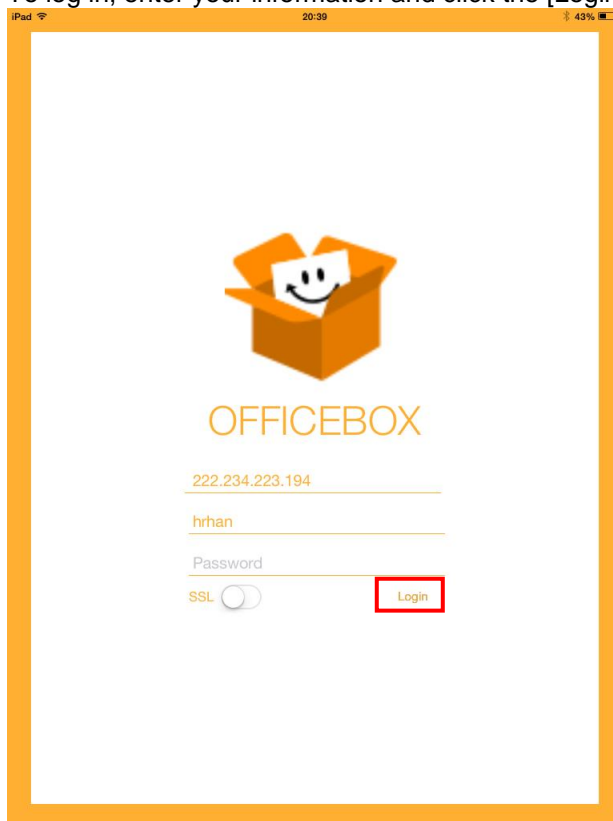 To log in, enter your information and click the [Login
iPad 20:39 43%
OFFICEBOX
222.234.223.194
hrhan
Password
SSL Login